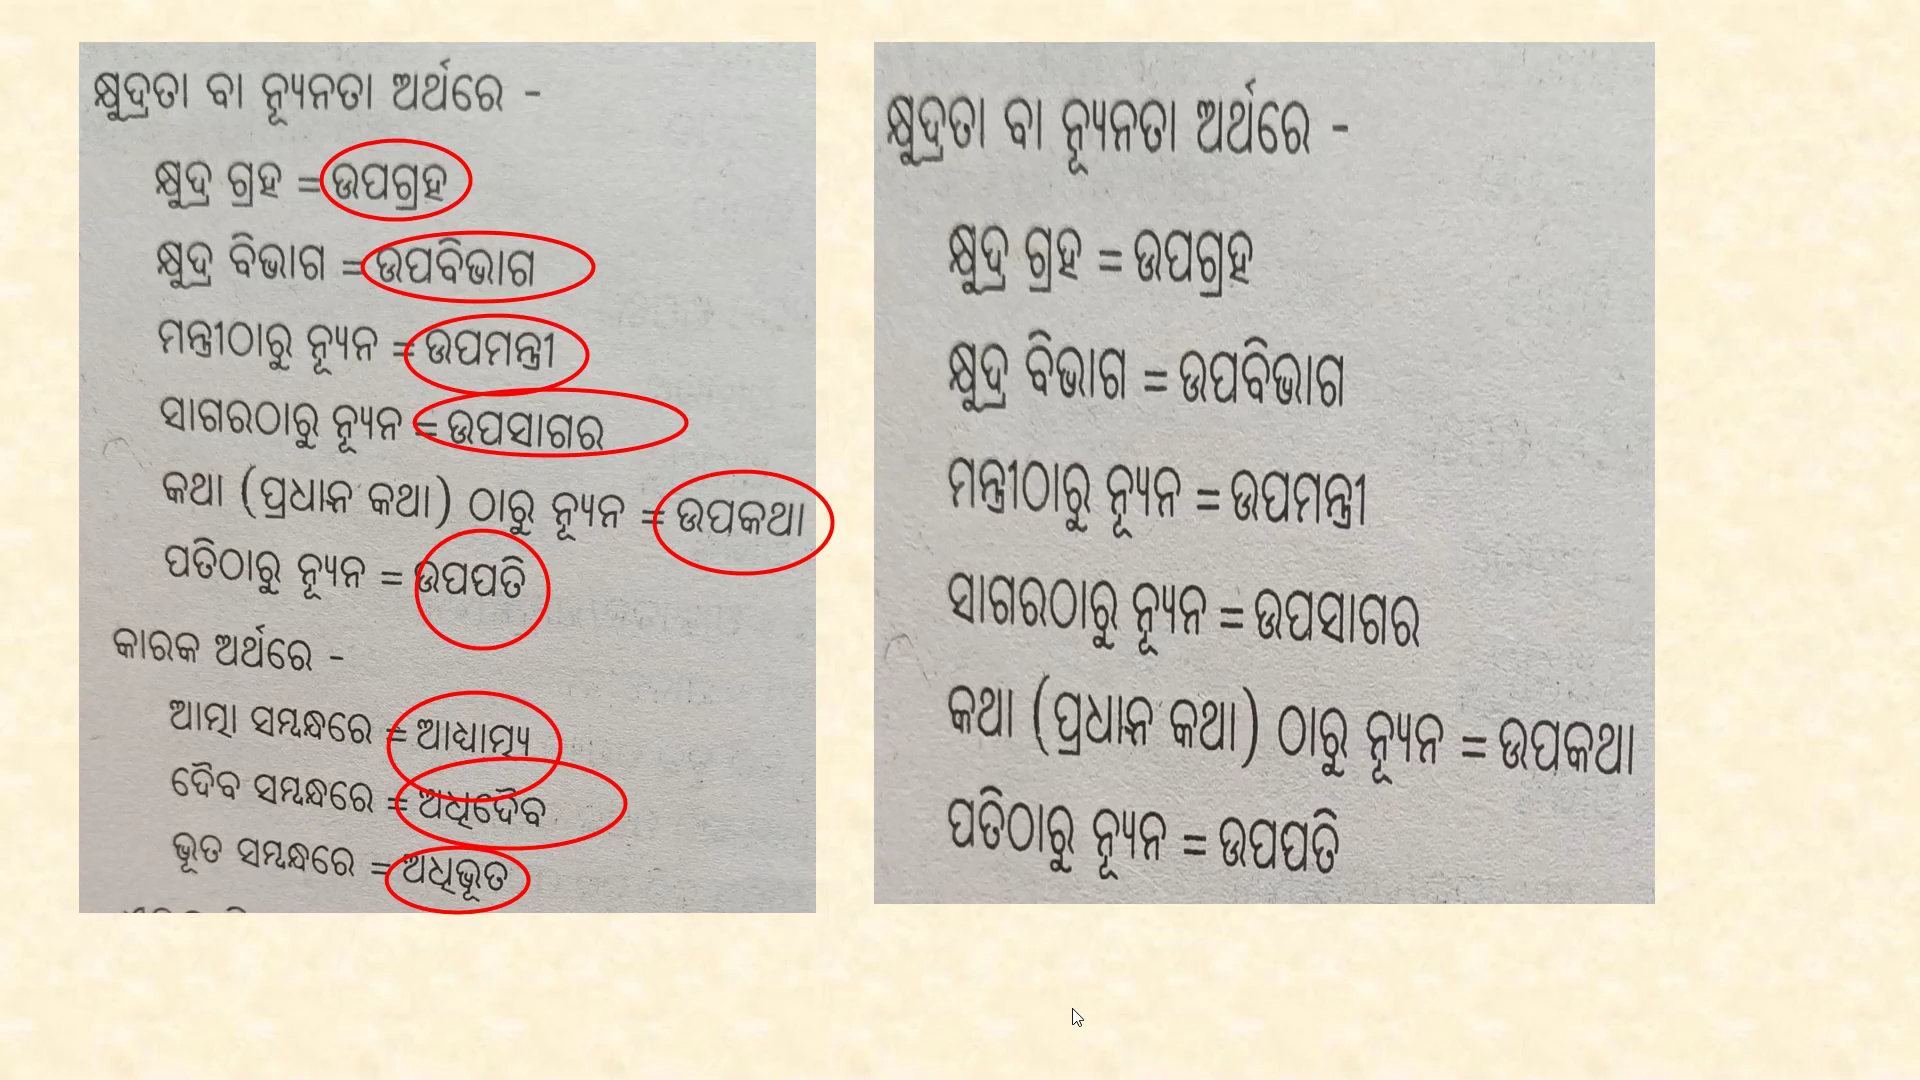 କ୍ଷୁଦ୍ରତା ବା ନ୍ୟୂନତା ଅର୍ଥରେ -
କ୍ଷୁଦ୍ର ଗ୍ରହ = ଉପଗ୍ରହ
କ୍ଷୁଦ୍ର ବିଭାଗ = ଉପବିଭାଗ
ମନ୍ତ୍ରୀଠାରୁ ନ୍ୟୂନ = ଉପମନ୍ତ୍ରୀ
ସାଗରଠାରୁ ନ୍ୟୂନ = ଉପସାଗର
କଥା (ପ୍ରଧାନ କଥା) ଠାରୁ ନ୍ୟୂନ = ଉପକଥା
ପତିଠାରୁ ନ୍ୟୂନ = ଉପପତି
କାରକ ଅର୍ଥରେ -
ଆତ୍ମା ସମ୍ବନ୍ଧରେ = ଆଧ୍ୟାତ୍ମ୍ୟ
ଦୈବ ସମ୍ବନ୍ଧରେ = ଅଧିଦୈବ
ଭୂତ ସମ୍ବନ୍ଧରେ = ଅଧିଭୂତ
କ୍ଷୁଦ୍ରତା ବା ନ୍ୟୂନତା ଅର୍ଥରେ -
କ୍ଷୁଦ୍ର ଗ୍ରହ = ଉପଗ୍ରହ
କ୍ଷୁଦ୍ର ବିଭାଗ = ଉପବିଭାଗ
ମନ୍ତ୍ରୀଠାରୁ ନ୍ୟୂନ = ଉପମନ୍ତ୍ରୀ
ସାଗରଠାରୁ ନ୍ୟୂନ = ଉପସାଗର
କଥା (ପ୍ରଧାନ କଥା) ଠାରୁ ନ୍ୟୂନ = ଉପକଥା
ପତିଠାରୁ ନ୍ୟୂନ = ଉପପତି